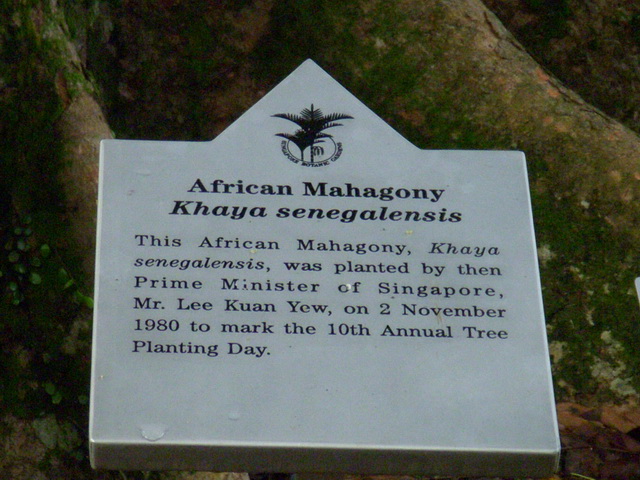 African Mahagony
Khaya senegalensis
This African Mahagony, Khaya
senegalensis, was planted by then
Prime Minister of Singapore,
Mr. Lee Kuan Yew, on 2 November
1980 to mark the 10th Annual Tree
Planting Day.